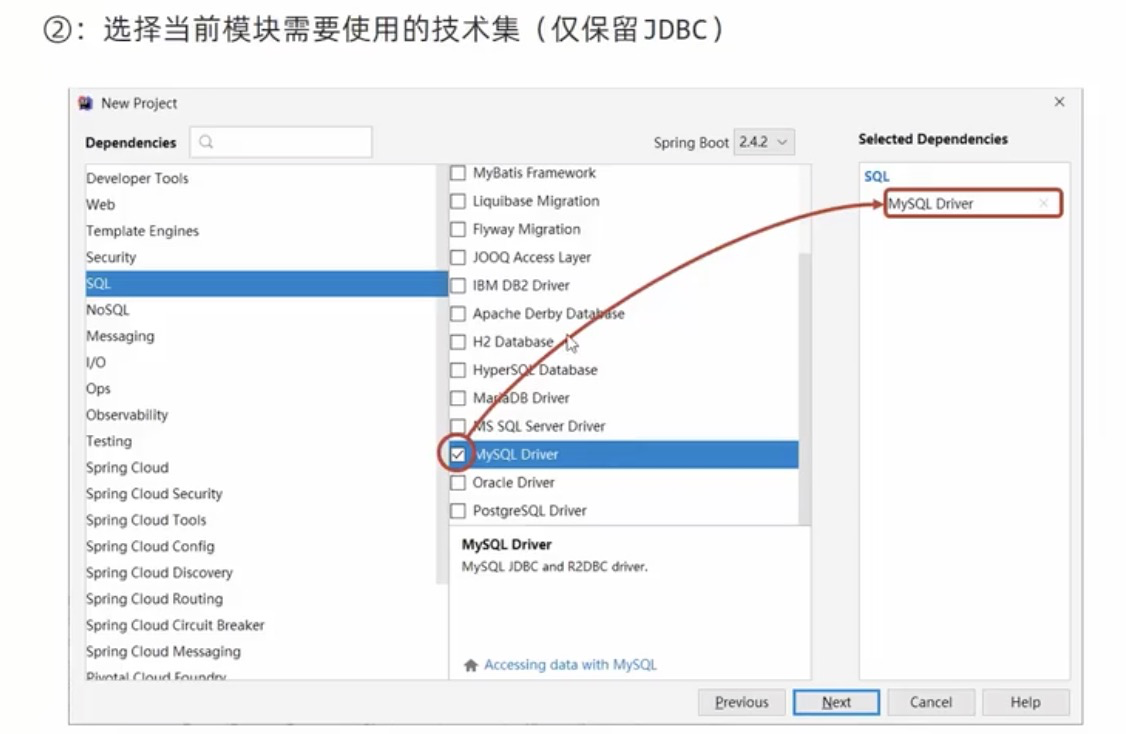 ②：选择当前模块需要使用的技术集（仅保留JDBC）
New Project
Dependencies
Spring Boot 2.4.2
Selected Dependencies
Developer Tools
Web
Template Engines
Security
SQL
NoSQL
Messaging
I/O
Ops
Observability
Testing
Spring Cloud
Spring Cloud Security
Spring Cloud Tools
Spring Cloud Config
Spring Cloud Discovery
Spring Cloud Routing
Spring Cloud Circuit Breaker
Spring Cloud Messaging
Pivotal Cloud Foundry
MyBatis Framework
Liquibase Migration
Flyway Migration
JOOQ Access Layer
IBM DB2 Driver
Apache Derby Database
H2 Database
HyperSQL Database
MariaDB Driver
MS SQL Server Driver
MySQL Driver
Oracle Driver
PostgreSQL Driver
MySQL Driver
MySQL JDBC and R2DBC driver.
Accessing data with MySQL
SQL
MySQL Driver
Previous
Next
Cancel
Help